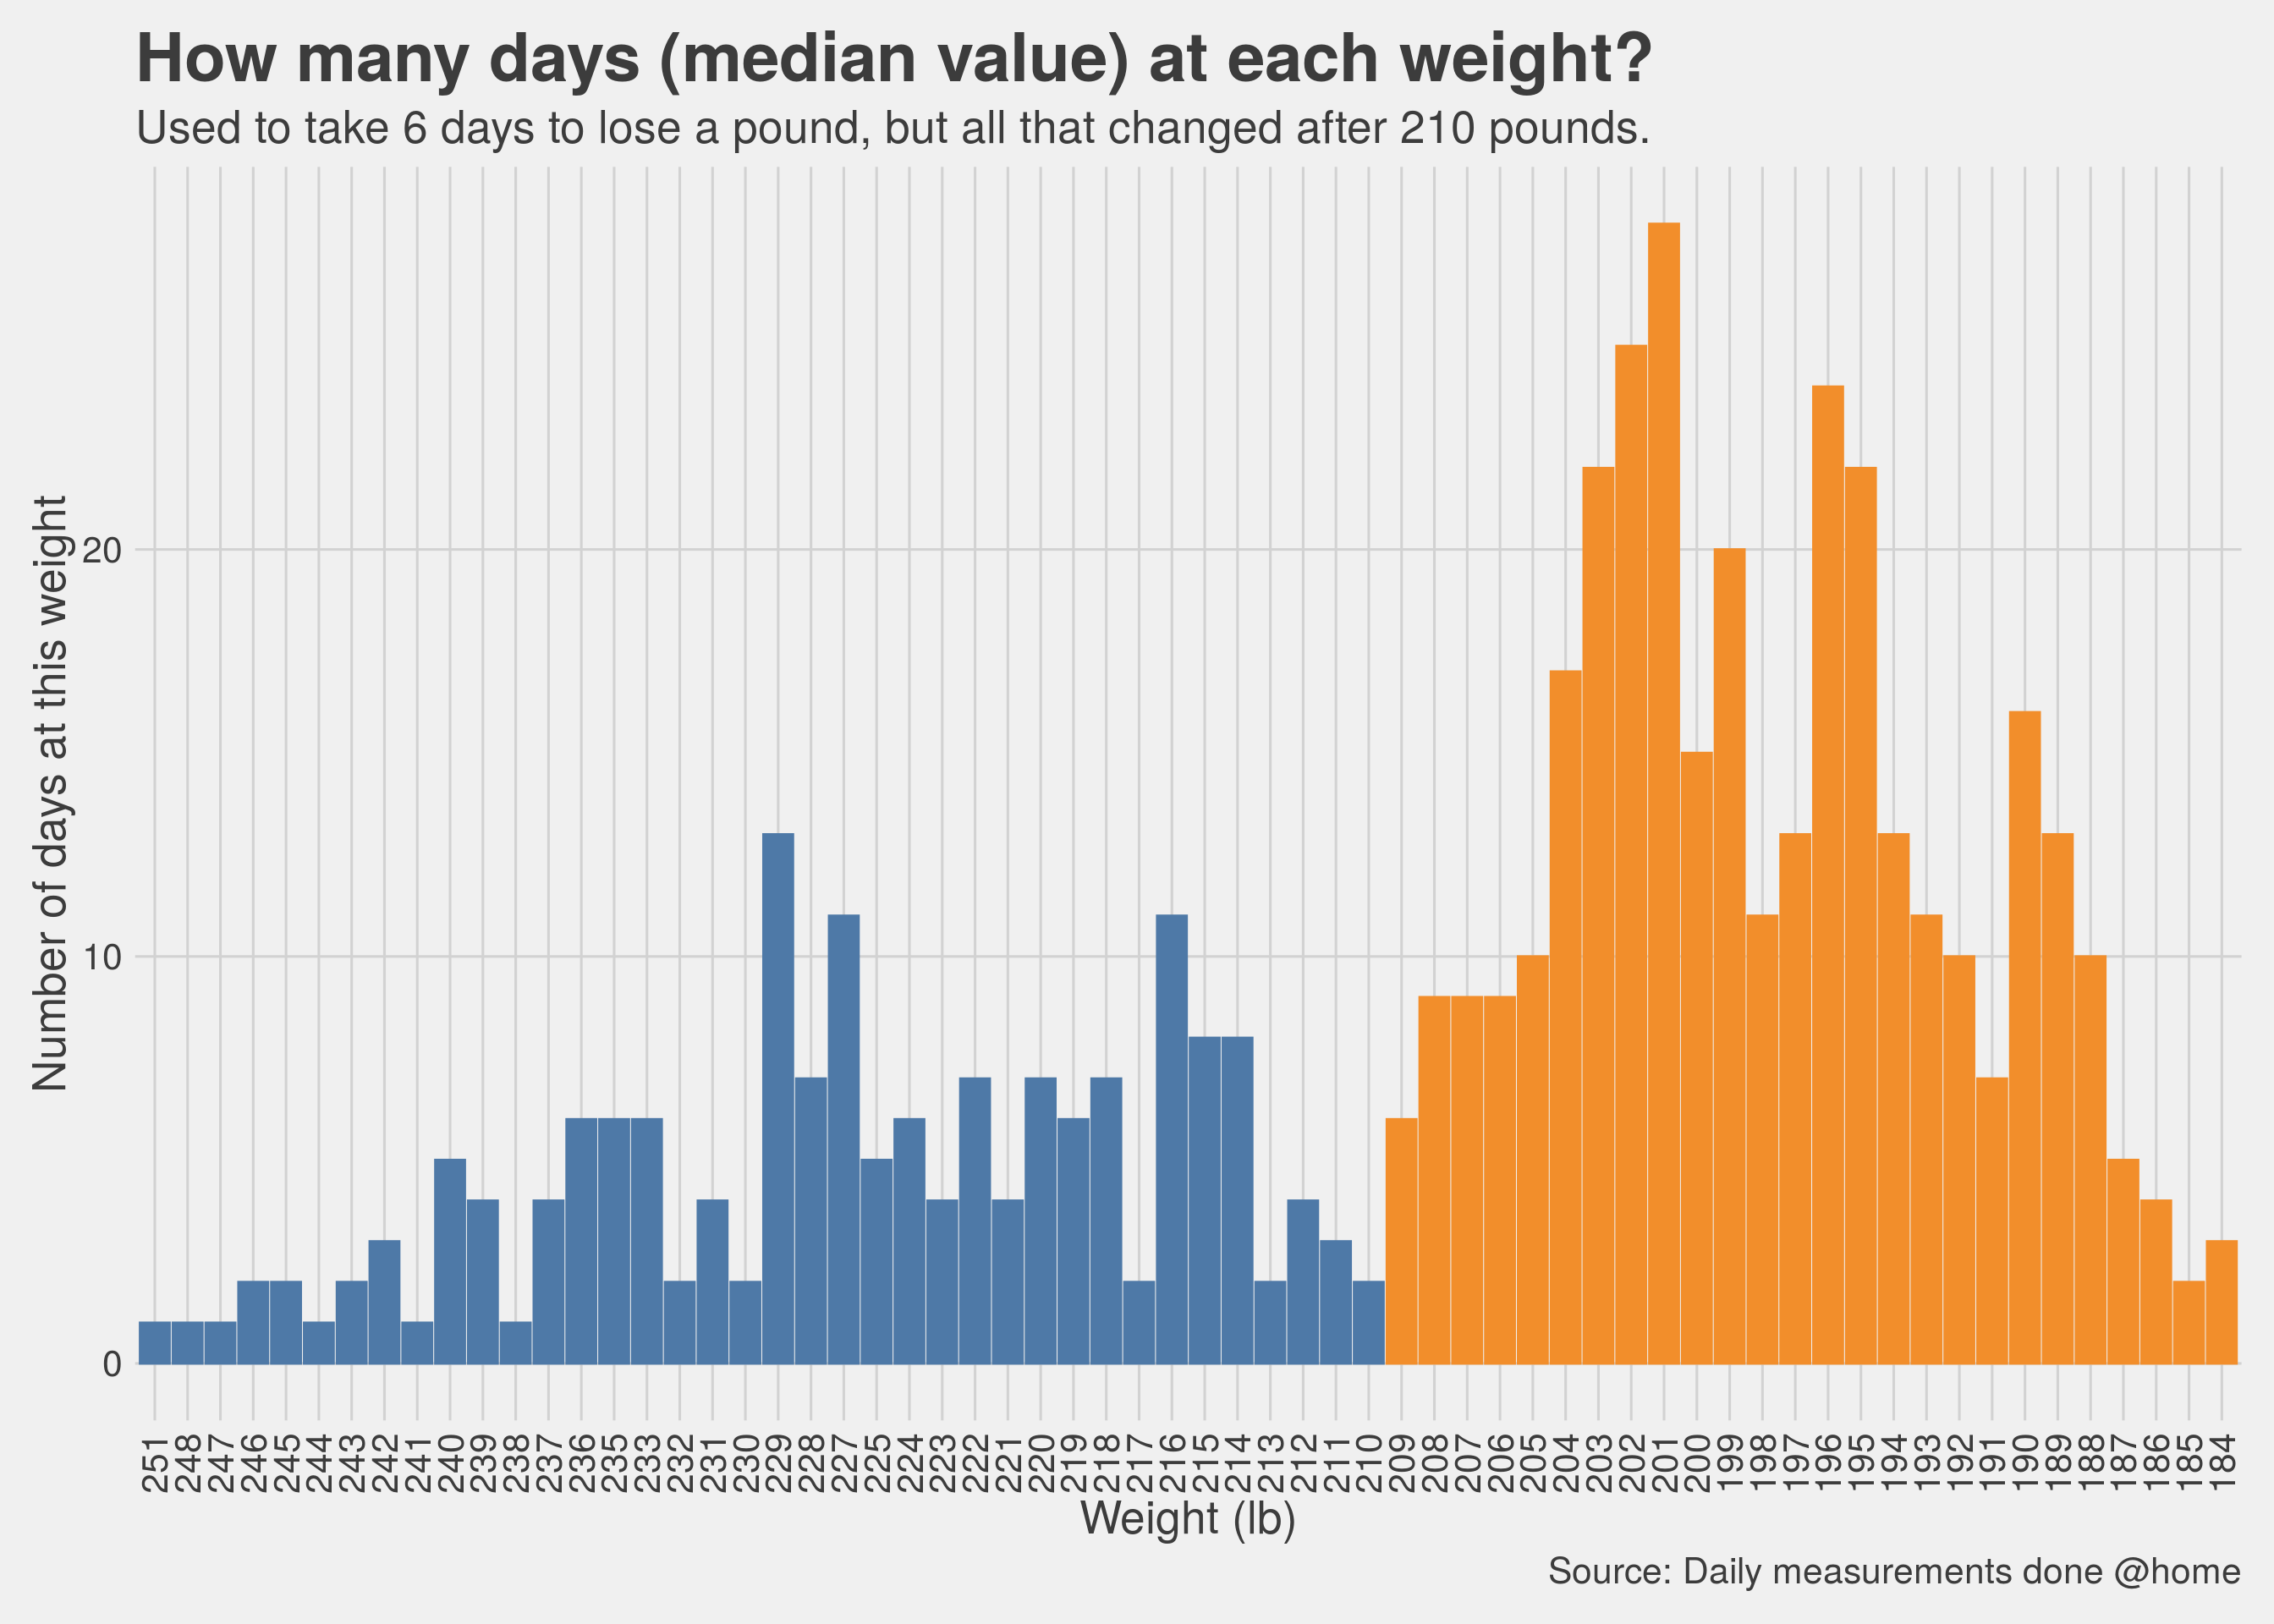 How many days (median value) at each weight?
Used to take 6 days to lose a pound, but all that changed after 210 pounds.
Number of days at this weight
20
10
0
251 248 247 246 245 244 243 242 241 240 239 238 237 236 235 233 232 231 230 229 228 227 225 224 223 222 221 220 219 218 217 216 215 214 213 212 211 210 209 208 207 206 205 204 203 202 201 200 199 198 197 196 195 194 193 192 191 190 189 188 187 186 185 184
Weight (lb)
Source: Daily measurements done @home